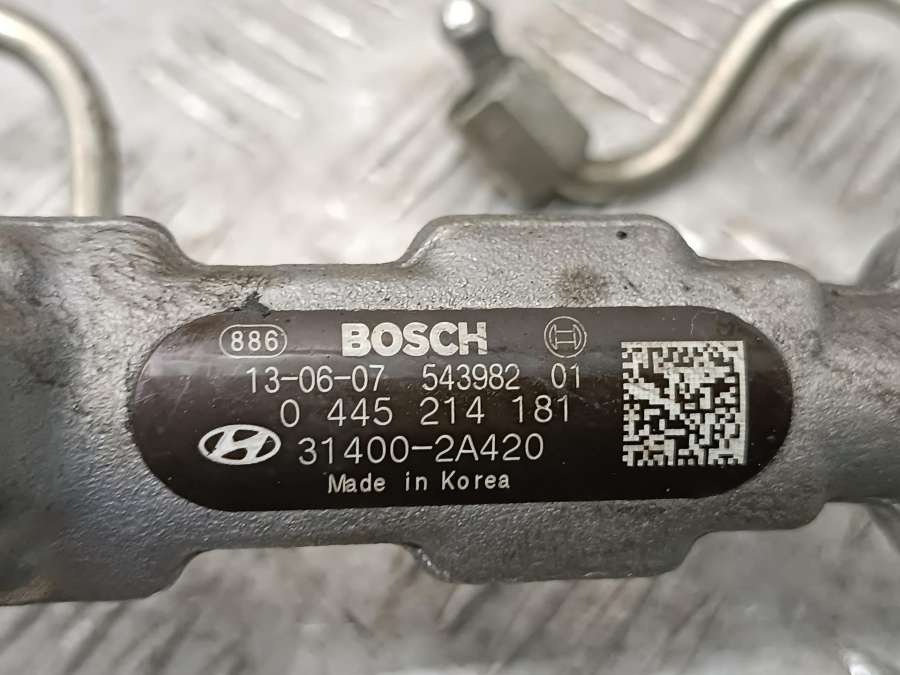 886 BOSCH
13-06-07 543982 01
0 445 214 181
31400-2A420
Made in Korea